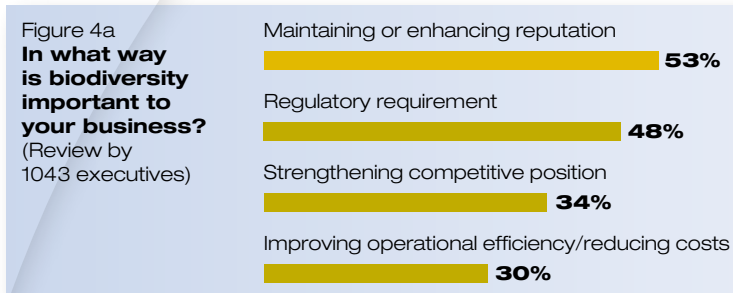 Figure 4a
In what way
is biodiversity
important to
your business?
(Review by
1043 executives)
Maintaining or enhancing reputation
53%
Regulatory requirement
48%
Strengthening competitive position
34%
Improving operational efficiency/reducing costs
30%